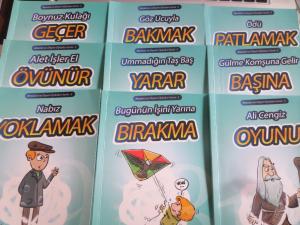 Boynuz Kulağı
GEÇER
Göz Ucuyla
BAKMAK
Ödü
PATLAMAK
Alet İşler El
ÖVÜNÜR
Ummadığın Taş Baş
YARAR
Gülme Komşuna Gelir
BAŞINA
Nabız
YOKLAMAK
Bugünün İşini Yarına
BIRAKMA
Ali Cengiz
OYUNU